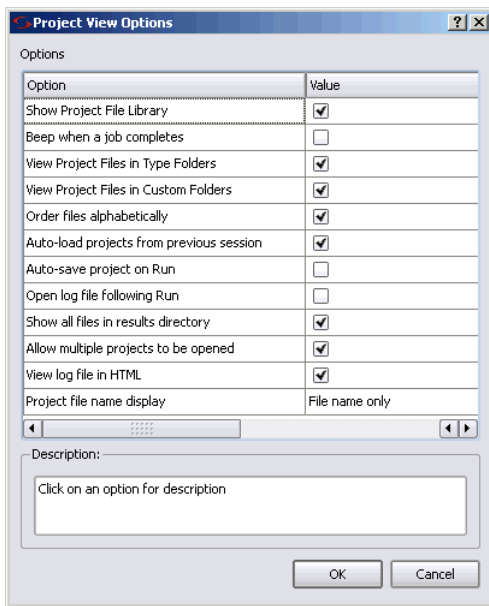 Project View Options
Options
Option Value
Show Project File Library
Beep when a job completes
View Project Files in Type Folders
View Project Files in Custom Folders
Order files alphabetically
Auto-load projects from previous session
Auto-save project on Run
Open log file following Run
Show all files in results directory
Allow multiple projects to be opened
View log file in HTML
Project file name display File name only
Description:
Click on an option for description
OK Cancel